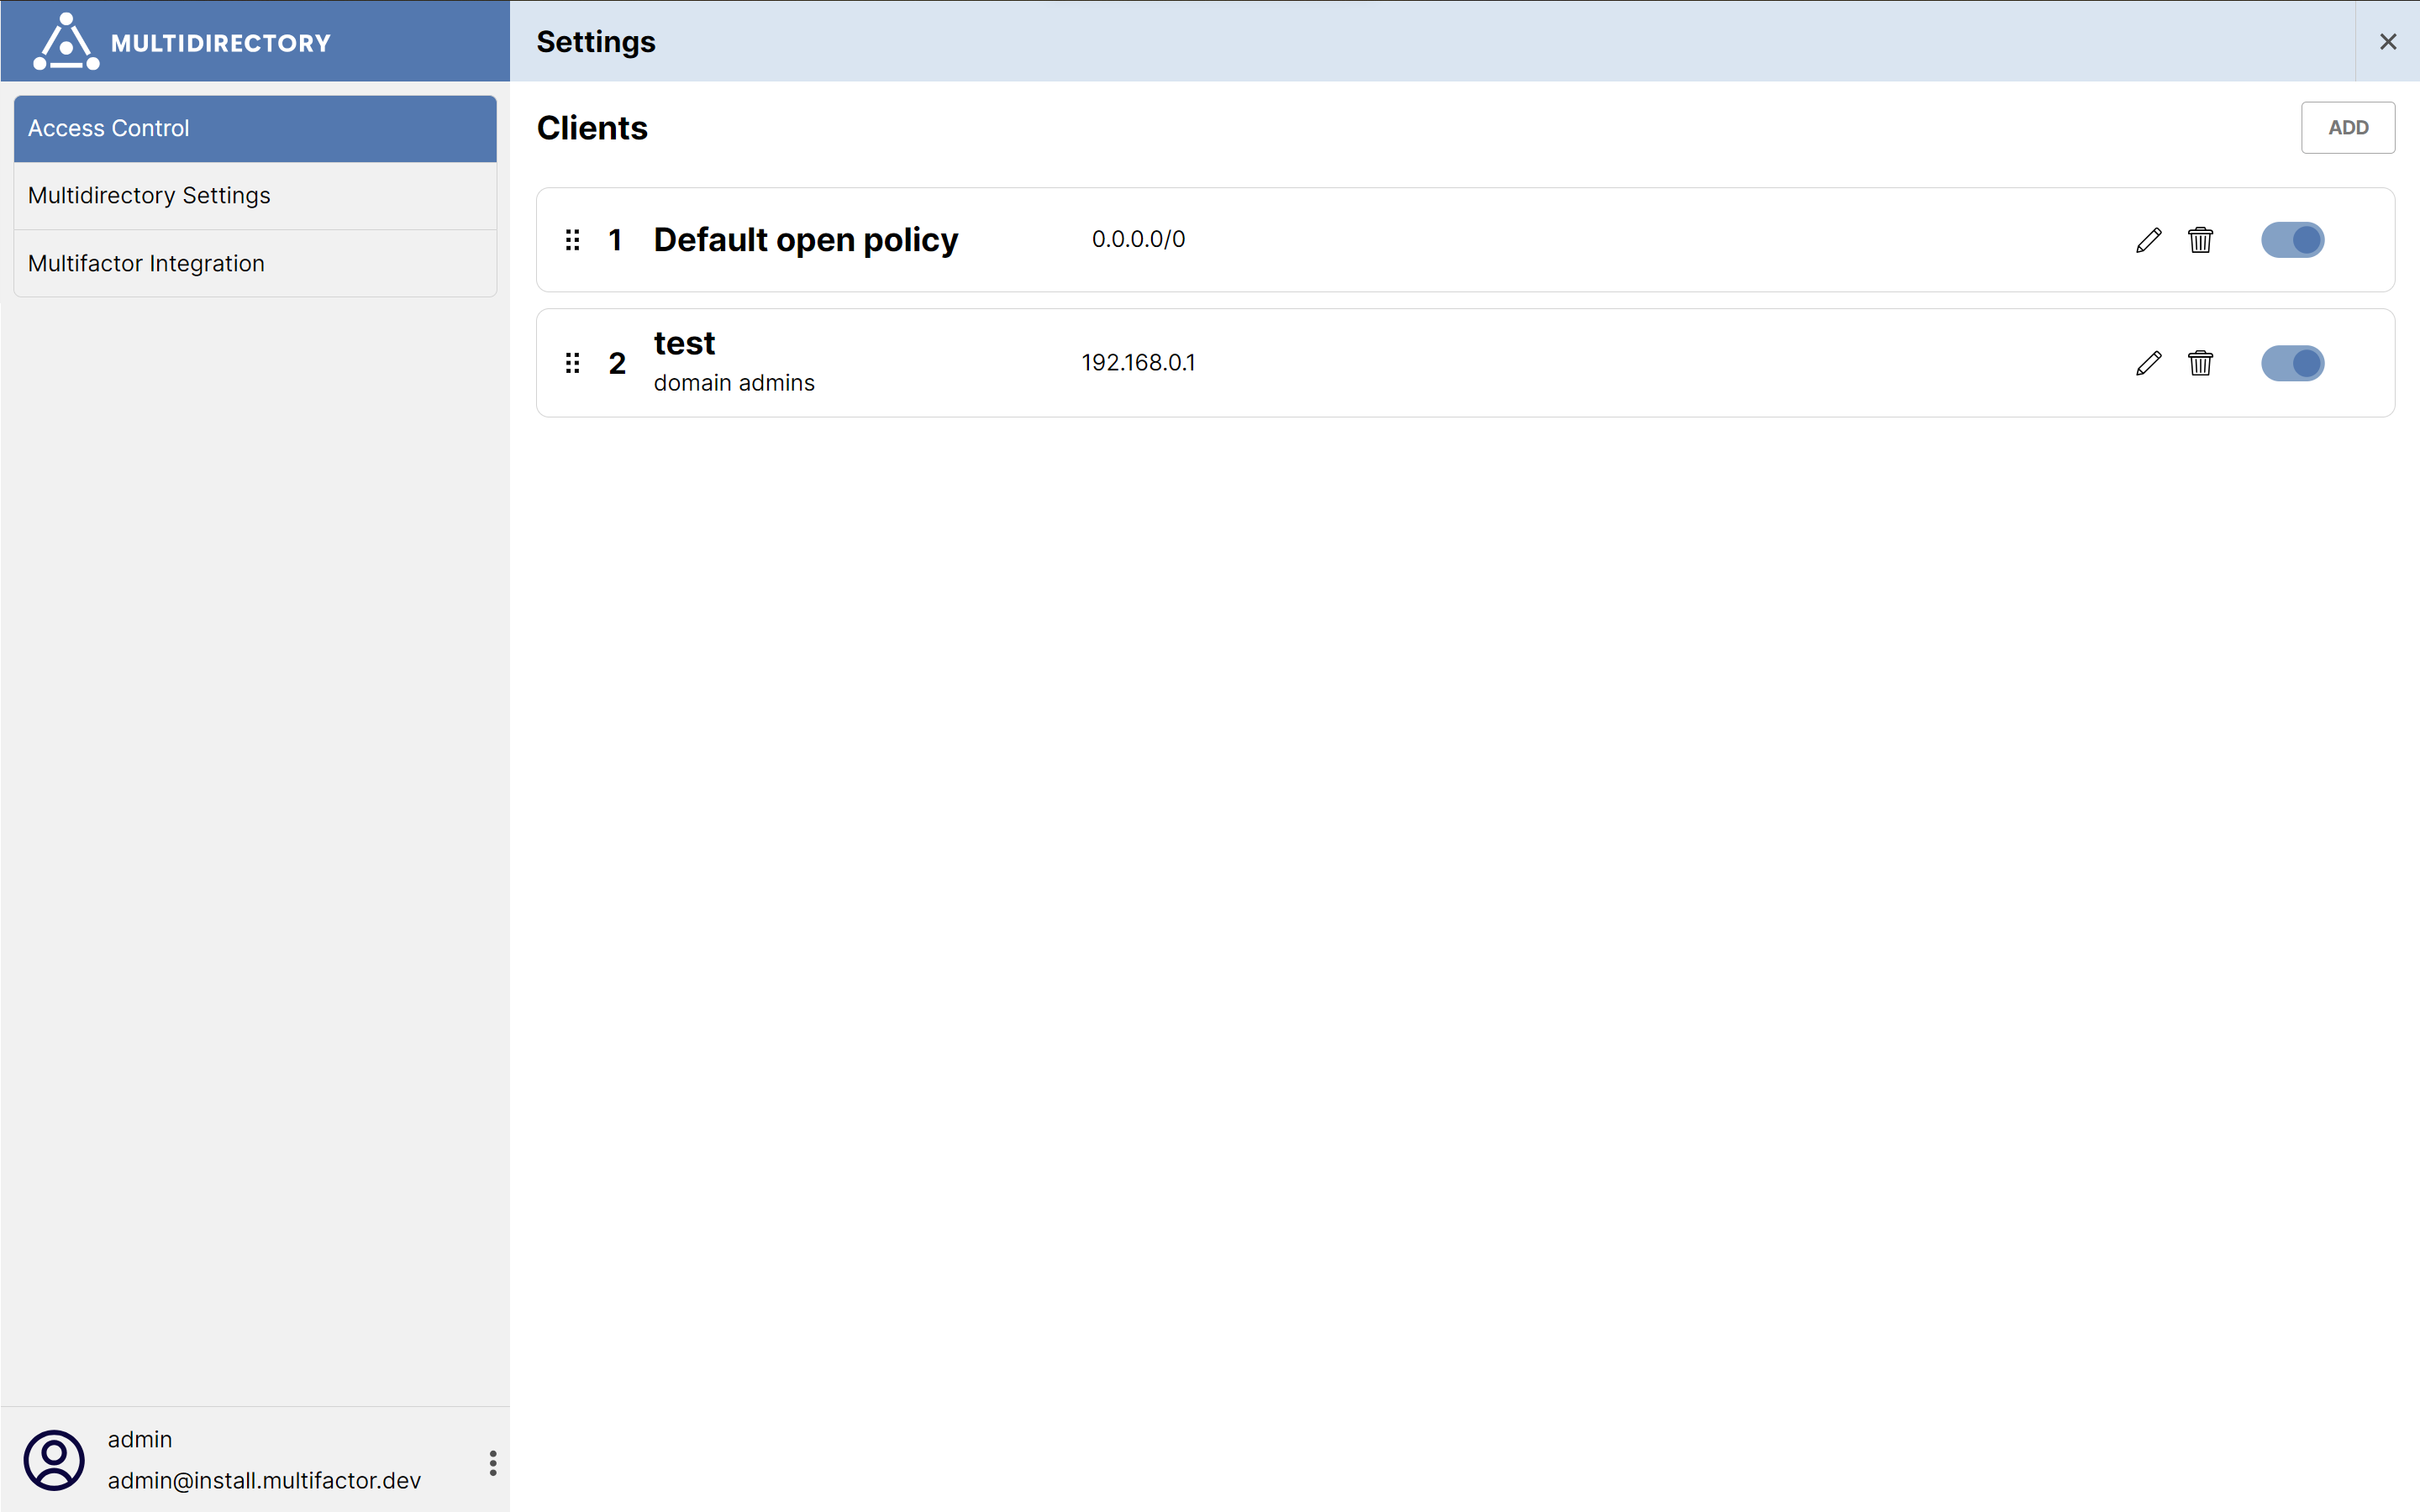 MULTIDIRECTORY
Settings
Access Control
Multidirectory Settings
Multifactor Integration
Clients
ADD
1 Default open policy 0.0.0.0/0
2 test 192.168.0.1
domain admins
admin
admin@install.multifactor.dev